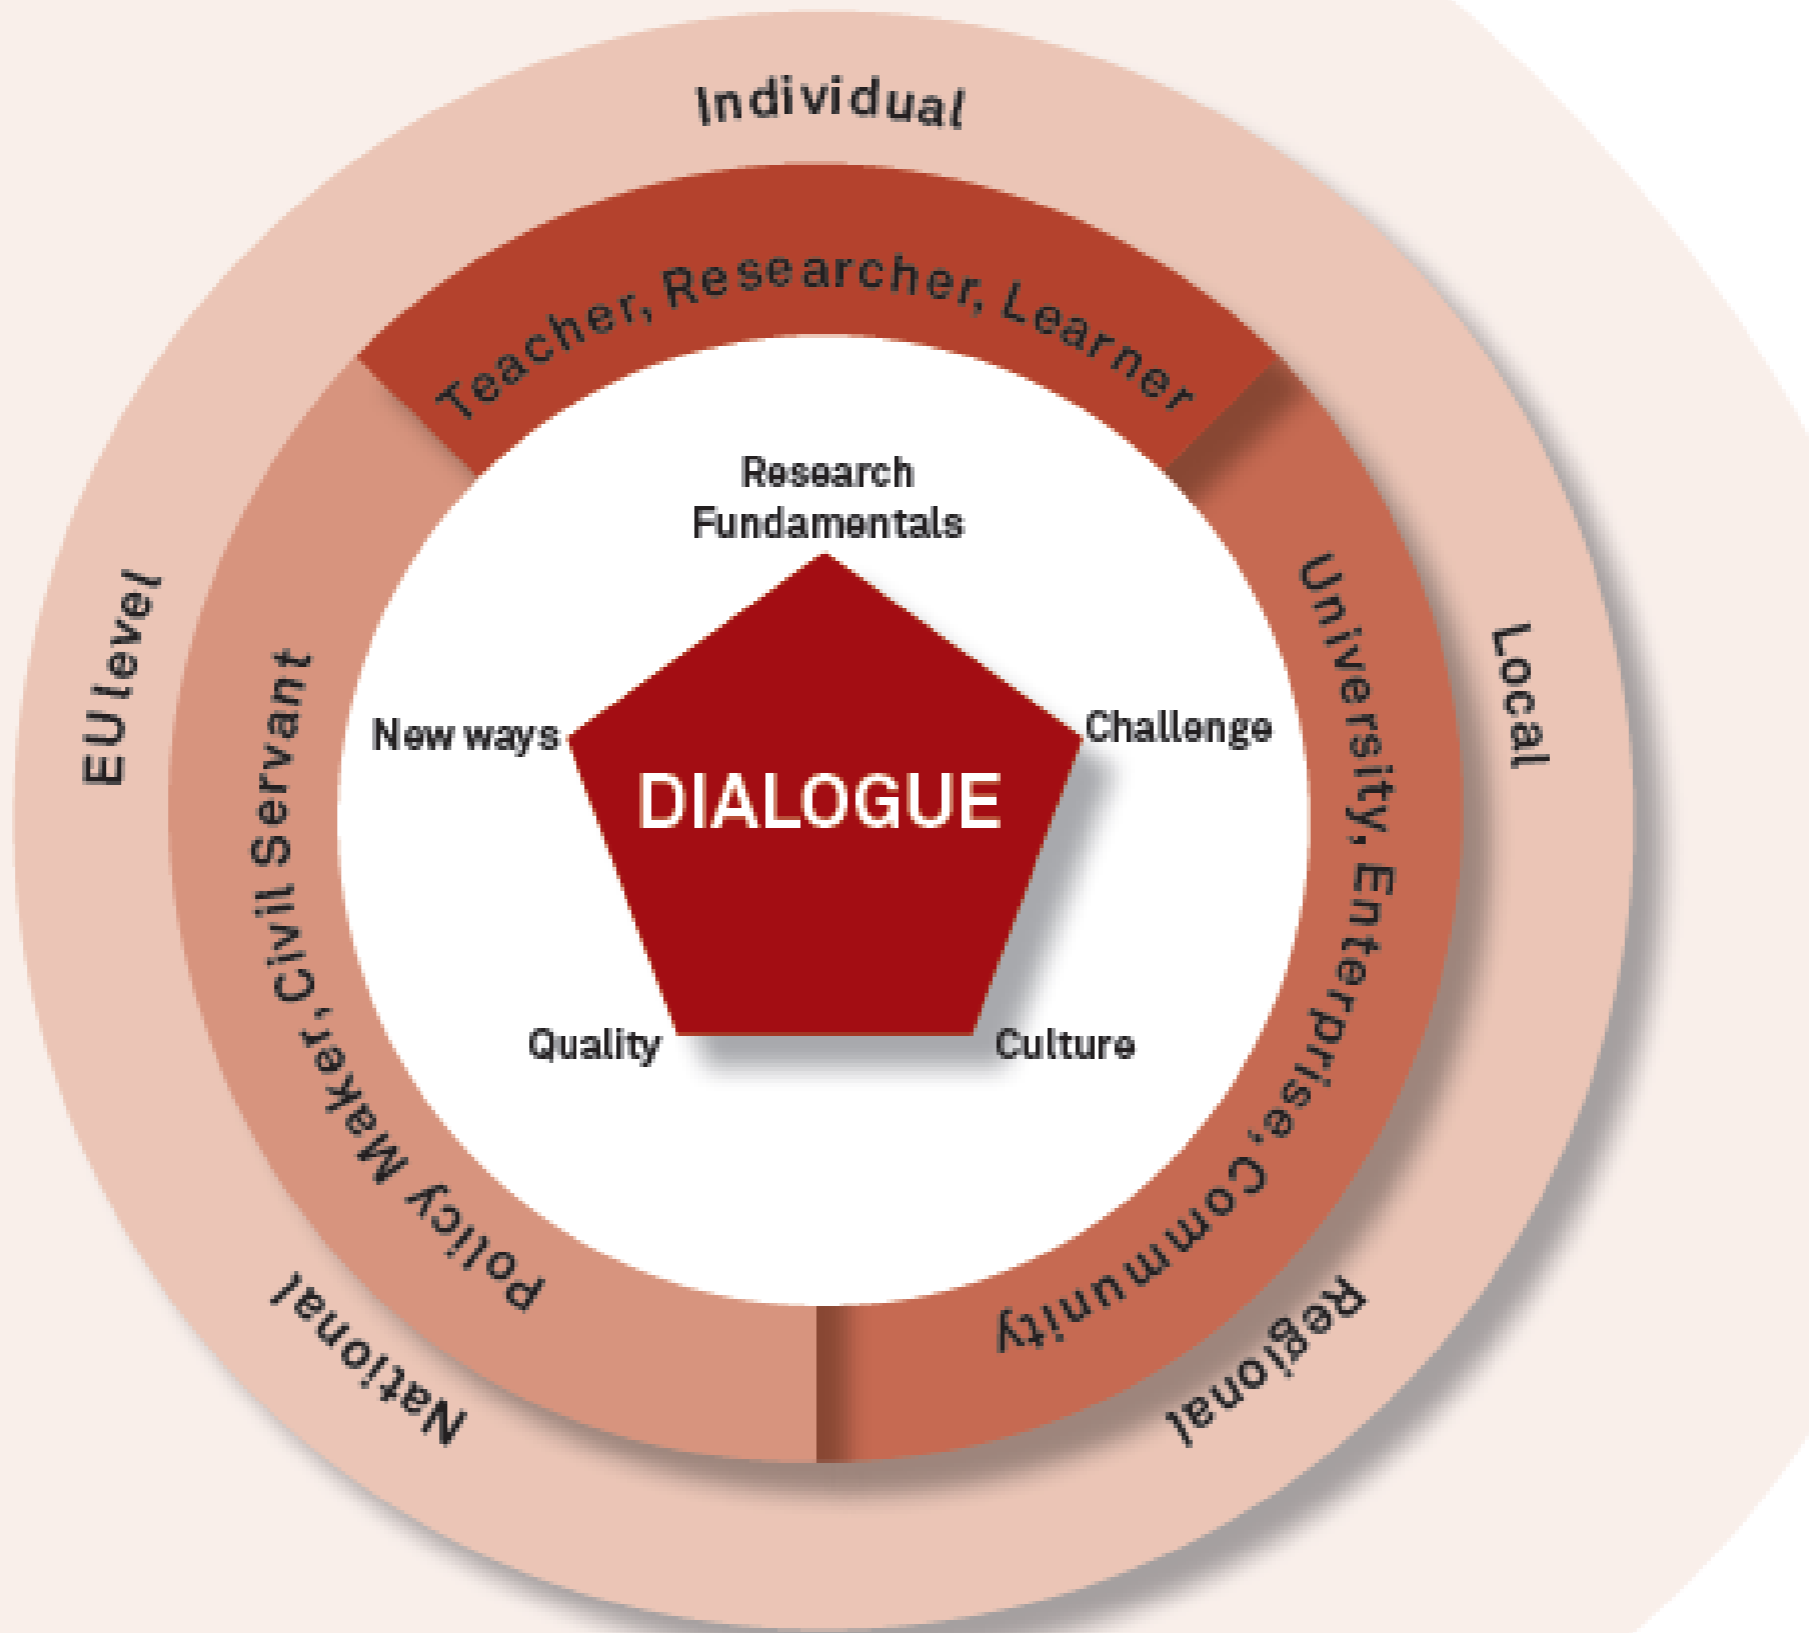 Individual
Teacher, Researcher, Learner
Research
Fundamentals
EU level
Local
University, Enterprise, Community
Policy Maker, Civil Servant
New ways
Challenge
DIALOGUE
Quality
Culture
National
Regional